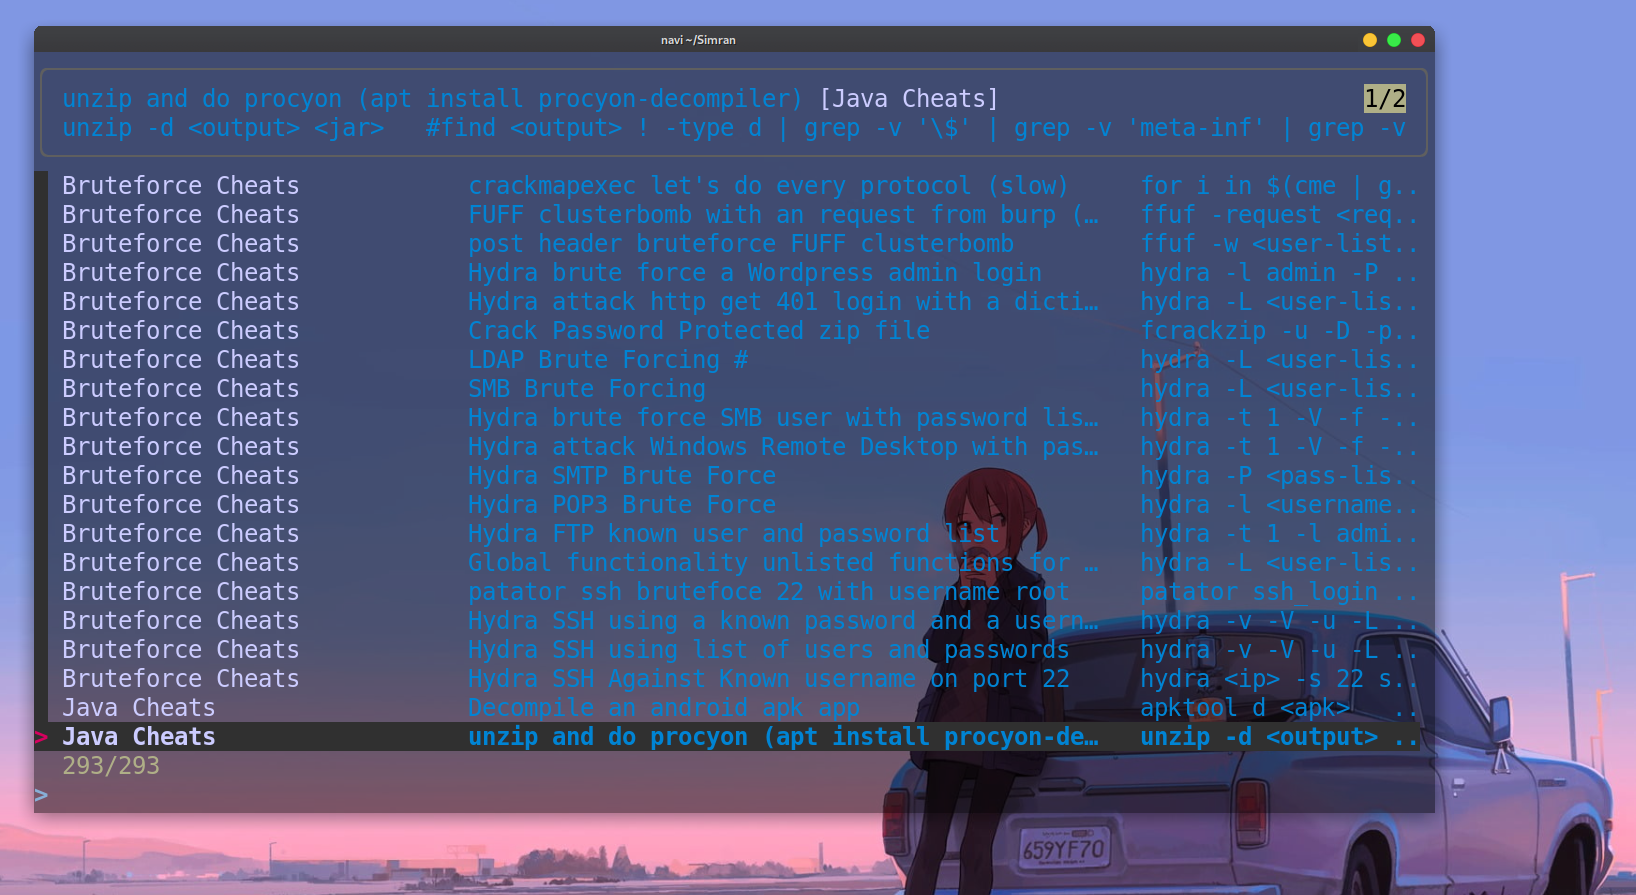 navi ~/Simran
unzip and do procyon (apt install procyon-decompiler) [Java Cheats] 1/2
unzip -d <output> <jar> #find <output> ! -type d | grep -v '\$' | grep -v 'meta-inf' | grep -v
Bruteforce Cheats crackmapexec let's do every protocol (slow) for i in $(cme | g..
Bruteforce Cheats FUFF clusterbomb with an request from burp (… ffuf -request <req..
Bruteforce Cheats post header bruteforce FUFF clusterbomb ffuf -w <user-list..
Bruteforce Cheats Hydra brute force a Wordpress admin login hydra -l admin -P ..
Bruteforce Cheats Hydra attack http get 401 login with a dicti… hydra -L <user-lis..
Bruteforce Cheats Crack Password Protected zip file fcrackzip -u -D -p..
Bruteforce Cheats LDAP Brute Forcing # hydra -L <user-lis..
Bruteforce Cheats SMB Brute Forcing hydra -L <user-lis..
Bruteforce Cheats Hydra brute force SMB user with password lis… hydra -t 1 -V -f -..
Bruteforce Cheats Hydra attack Windows Remote Desktop with pas… hydra -t 1 -V -f -..
Bruteforce Cheats Hydra SMTP Brute Force hydra -P <pass-lis..
Bruteforce Cheats Hydra POP3 Brute Force hydra -l <username..
Bruteforce Cheats Hydra FTP known user and password list hydra -t 1 -l admi..
Bruteforce Cheats Global functionality unlisted functions for … hydra -L <user-lis..
Bruteforce Cheats patator ssh brutefoce 22 with username root patator ssh_login ..
Bruteforce Cheats Hydra SSH using a known password and a usern… hydra -v -V -u -L ..
Bruteforce Cheats Hydra SSH using list of users and passwords hydra -v -V -u -L ..
Bruteforce Cheats Hydra SSH Against Known username on port 22 hydra <ip> -s 22 s..
Java Cheats Decompile an android apk app apktool d <apk> ..
> Java Cheats unzip and do procyon (apt install procyon-de… unzip -d <output> ..
293/293
>
659YF70